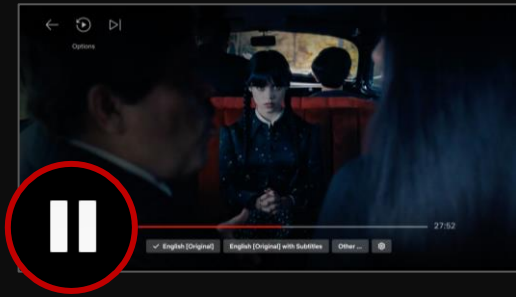 Options
27:52
✓ English [Original]
English [Original] with Subtitles
Other ...